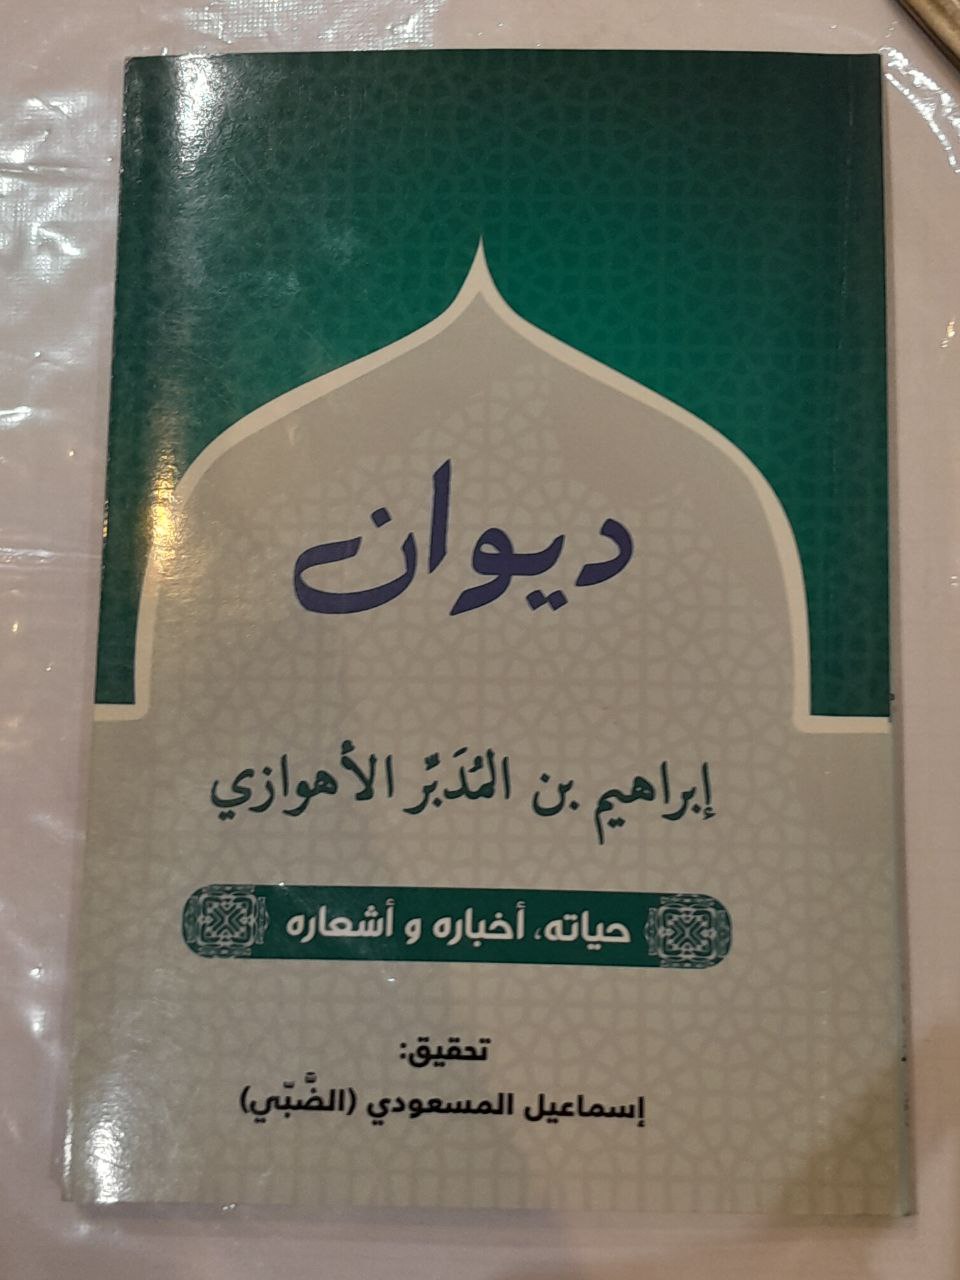 ديوان
إبراهيم بن المُدَبِّر الأهوازي
حياته، أخباره و أشعاره
تحقيق:
إسماعيل المسعودي (الضَّبّي)